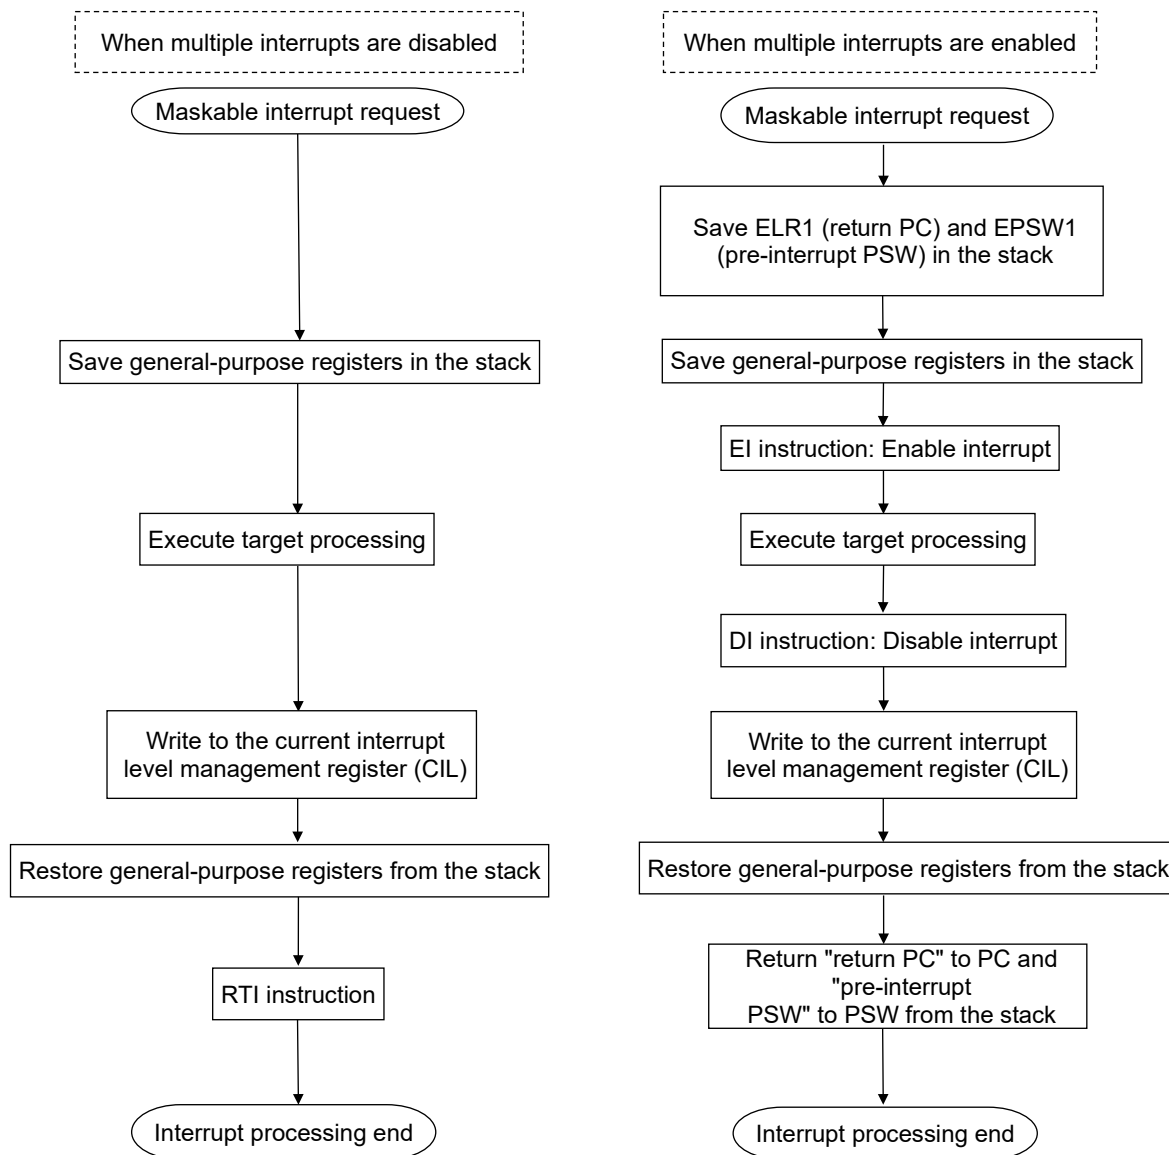 When multiple interrupts are disabled
Maskable interrupt request
Save general-purpose registers in the stack
Execute target processing
Write to the current interrupt
level management register (CIL)
Restore general-purpose registers from the stack
RTI instruction
Interrupt processing end
When multiple interrupts are enabled
Maskable interrupt request
Save ELR1 (return PC) and EPSW1
(pre-interrupt PSW) in the stack
Save general-purpose registers in the stack
EI instruction: Enable interrupt
Execute target processing
DI instruction: Disable interrupt
Write to the current interrupt
level management register (CIL)
Restore general-purpose registers from the stack
Return "return PC" to PC and
"pre-interrupt
PSW" to PSW from the stack
Interrupt processing end